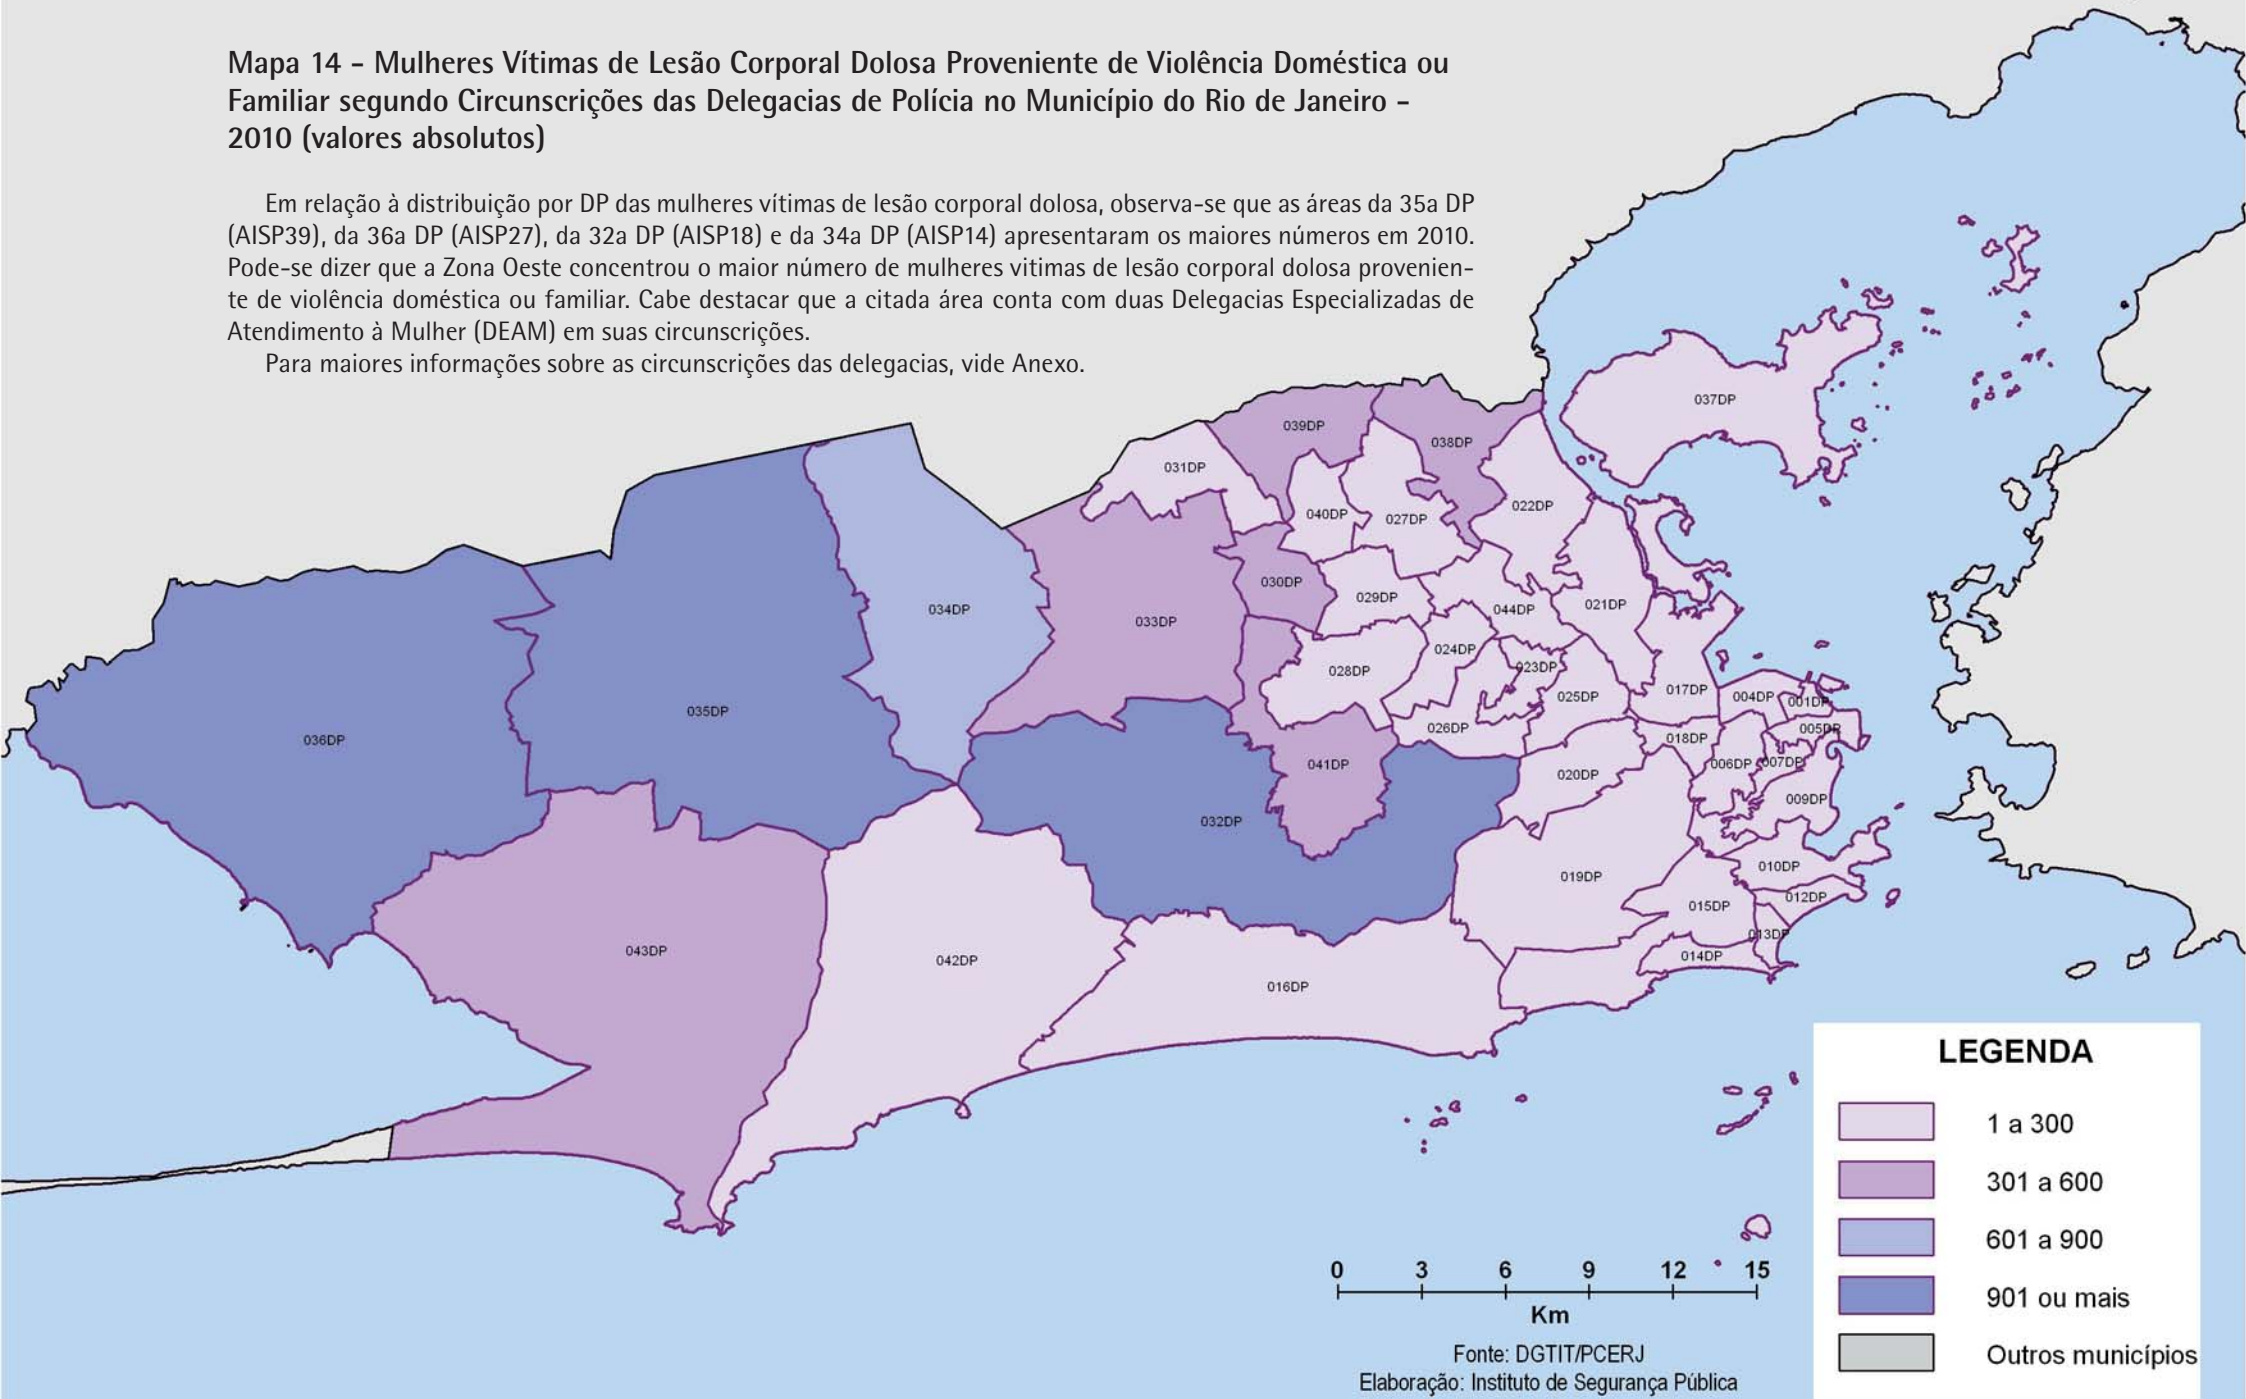 Mapa 14 - Mulheres Vítimas de Lesão Corporal Dolosa Proveniente de Violência Doméstica ou
Familiar segundo Circunscrições das Delegacias de Polícia no Município do Rio de Janeiro -
2010 (valores absolutos)
Em relação à distribuição por DP das mulheres vítimas de lesão corporal dolosa, observa-se que as áreas da 35a DP
(AISP39), da 36a DP (AISP27), da 32a DP (AISP18) e da 34a DP (AISP14) apresentaram os maiores números em 2010.
Pode-se dizer que a Zona Oeste concentrou o maior número de mulheres vitimas de lesão corporal dolosa provenien-
te de violência doméstica ou familiar. Cabe destacar que a citada área conta com duas Delegacias Especializadas de
Atendimento à Mulher (DEAM) em suas circunscrições.
Para maiores informações sobre as circunscrições das delegacias, vide Anexo.
037DP
039DP
038DP
031DP
022DP
040DP
027DP
030DP
029DP
021DP
034DP
044DP
033DP
024DP
023DP
028DP
017DP
025DP
004DP
001DP
035DP
026DP
005DP
018DP
036DP
006DP
007DP
041DP
020DP
009DP
032DP
010DP
019DP
012DP
015DP
013DP
043DP
014DP
042DP
016DP
LEGENDA
1 a 300
301 a 600
601 a 900
901 ou mais
Outros municípios
0 3 6 9 12 15
Km
Fonte: DGTIT/PCERJ
Elaboração: Instituto de Segurança Pública